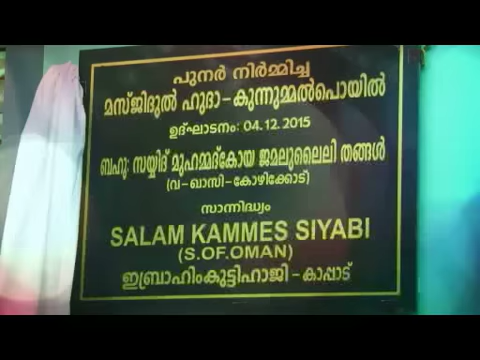 പുനർ നിർമ്മിച്ച
മസ്ജിദുൽ ഹുദാ-കുന്നുമ്മൽപൊയിൽ
ഉദ്ഘാടനം: 04.12.2015
ബഹു: സയ്യിദ് മുഹമ്മദ്കോയ ജമലുലൈലി തങ്ങൾ
(വ-ഖാസി-കോഴിക്കോട്)
സാന്നിദ്ധ്യം
SALAM KAMMES SIYABI
(S.OF.OMAN)
ഇബ്രാഹിംകുട്ടിഹാജി-കാപ്പാട്